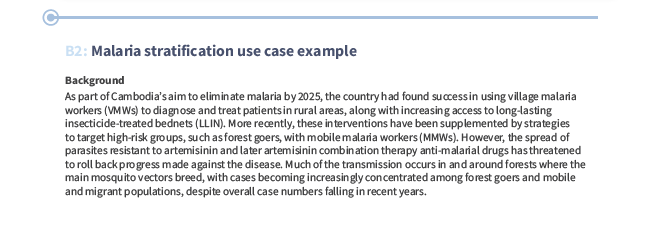 B2: Malaria stratification use case example
Background
As part of Cambodia's aim to eliminate malaria by 2025, the country had found success in using village malaria
workers (VMWs) to diagnose and treat patients in rural areas, along with increasing access to long-lasting
insecticide-treated bednets (LLIN). More recently, these interventions have been supplemented by strategies
to target high-risk groups, such as forest goers, with mobile malaria workers (MMWs). However, the spread of
parasites resistant to artemisinin and later artemisinin combination therapy anti-malarial drugs has threatened
to roll back progress made against the disease. Much of the transmission occurs in and around forests where the
main mosquito vectors breed, with cases becoming increasingly concentrated among forest goers and mobile
and migrant populations, despite overall case numbers falling in recent years.